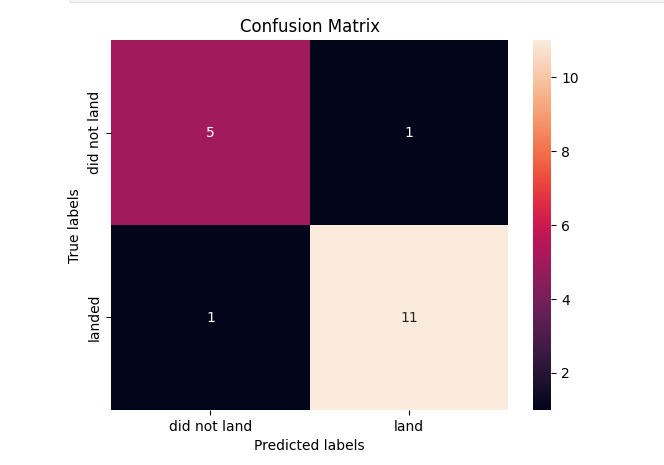 Confusion Matrix
did not land
5
1
10
8
True labels
6
landed
1
11
4
2
did not land
land
Predicted labels